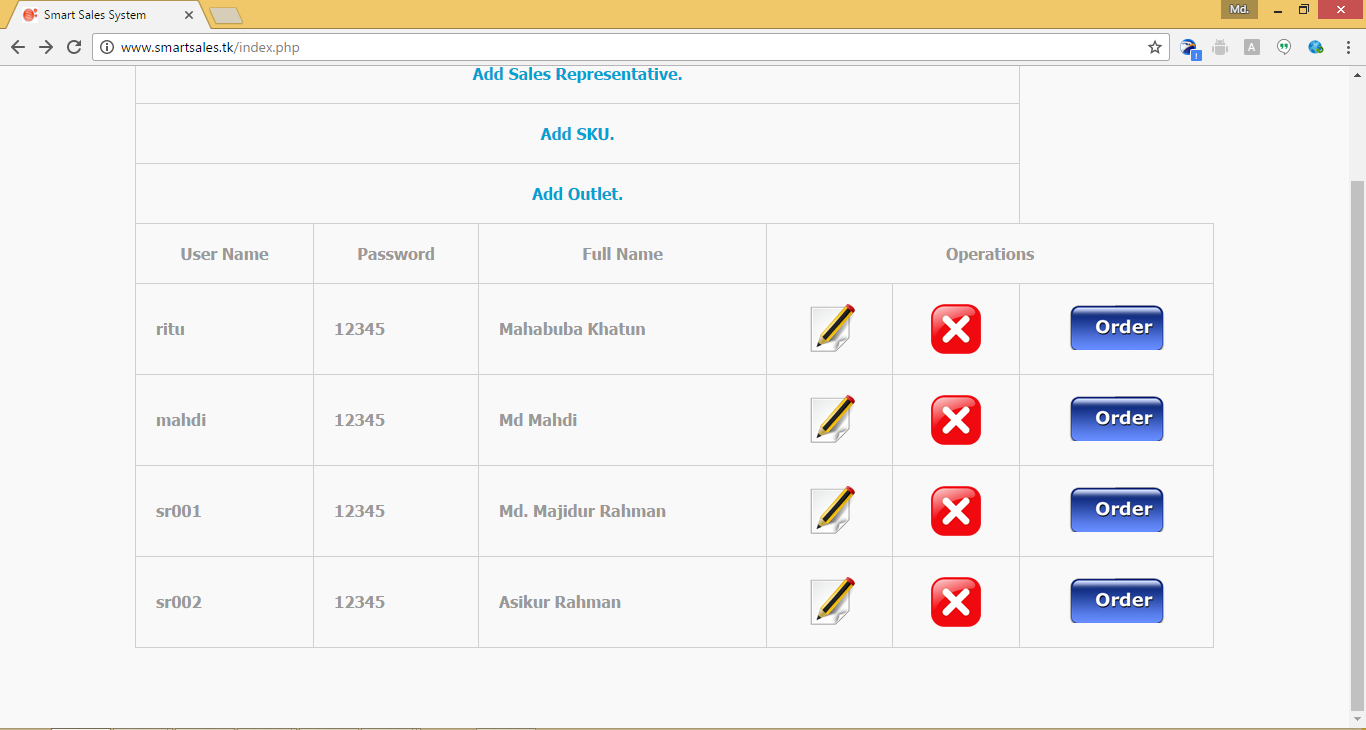 Smart Sales System
Md.
www.smartsales.tk/index.php
A
Add Sales Representative.
Add SKU.
Add Outlet.
User Name Password Full Name Operations
ritu 12345 Mahabuba Khatun Order
mahdi 12345 Md Mahdi Order
sr001 12345 Md. Majidur Rahman Order
sr002 12345 Asikur Rahman Order